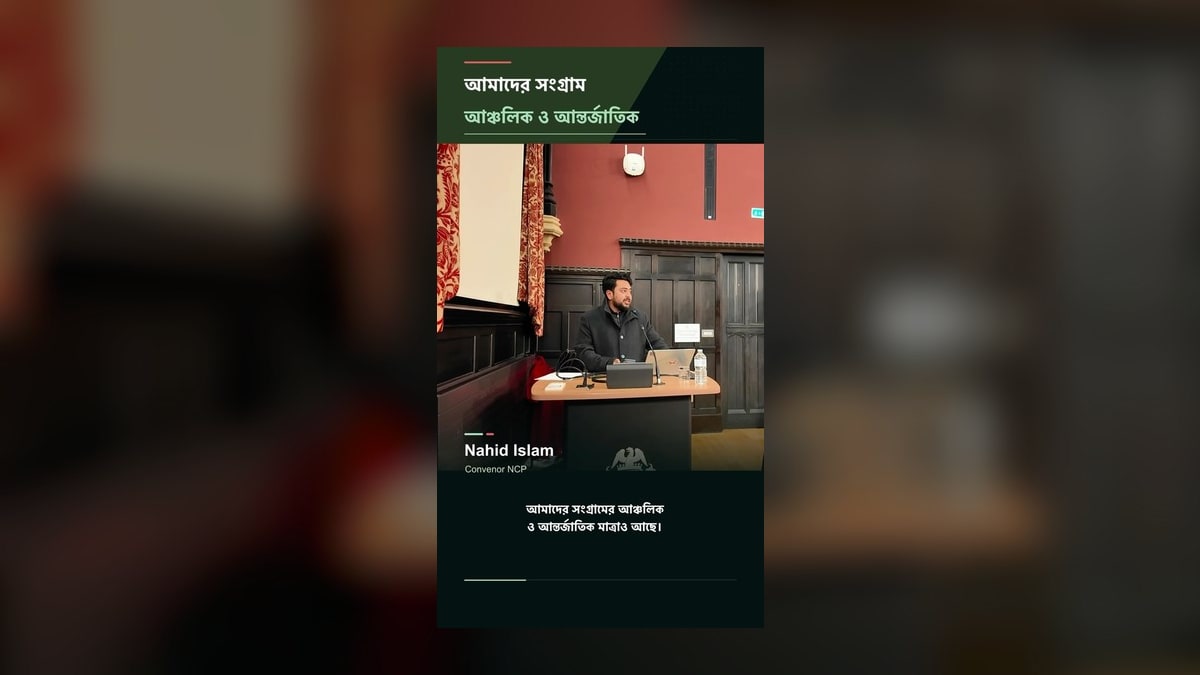 আমাদের সংগ্রাম
আঞ্চলিক ও আন্তর্জাতিক
Nahid Islam
Convenor NCP
আমাদের সংগ্রামের আঞ্চলিক
ও আন্তর্জাতিক মাত্রাও আছে।